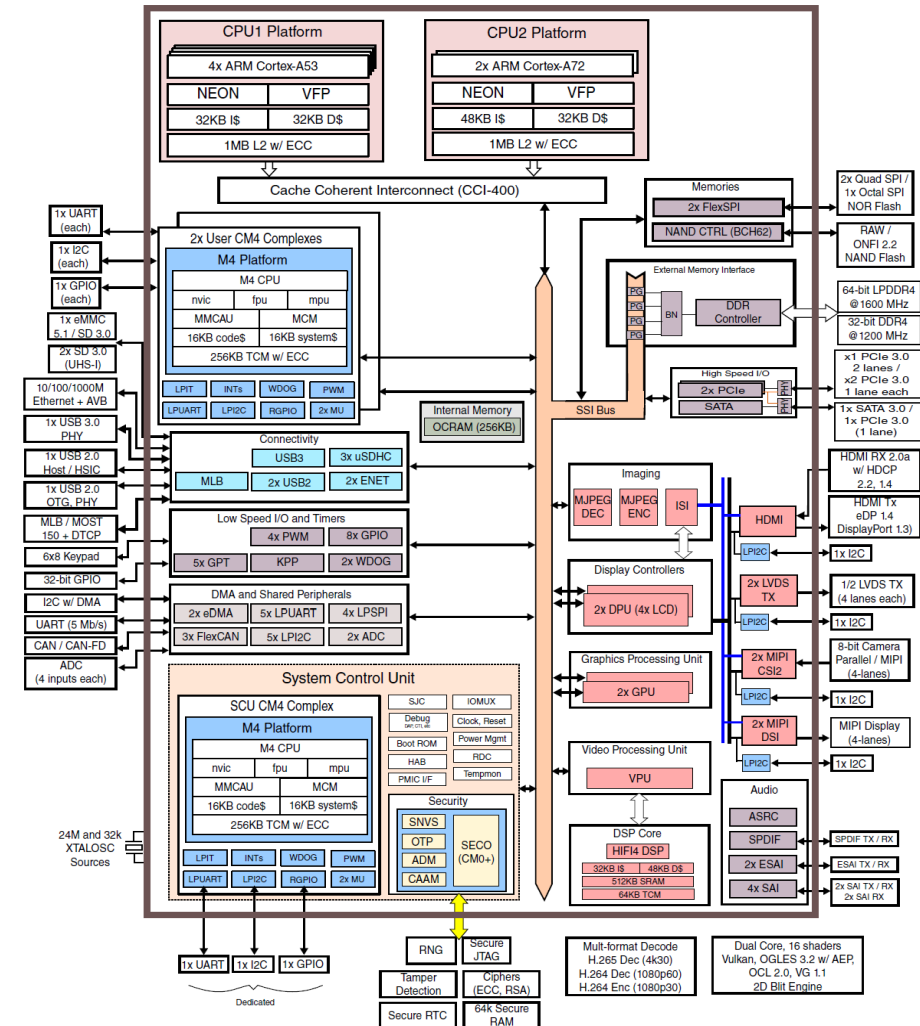 CPU1 Platform
4x ARM Cortex-A53
NEON
VFP
32KB I$
32KB D$
1MB L2 w/ ECC
CPU2 Platform
2x ARM Cortex-A72
NEON
VFP
48KB I$
32KB D$
1MB L2 w/ ECC
Cache Coherent Interconnect (CCI-400)
Memories
2x FlexSPI
NAND CTRL (BCH62)
2x Quad SPI /
1x Octal SPI
NOR Flash
RAW /
ONFI 2.2
NAND Flash
1x UART
(each)
1x I2C
(each)
1x GPIO
(each)
1x eMMC
5.1 / SD 3.0
2x SD 3.0
(UHS-I)
10/100/1000M
Ethernet + AVB
1x USB 3.0
PHY
1x USB 2.0
Host / HSIC
1x USB 2.0
OTG, PHY
MLB / MOST
150 + DTCP
6x8 Keypad
32-bit GPIO
I2C w/ DMA
UART (5 Mb/s)
CAN / CAN-FD
ADC
(4 inputs each)
2x User CM4 Complexes
M4 Platform
M4 CPU
nvic
fpu
mpu
MMCAU
MCM
16KB code$
16KB system$
256KB TCM w/ ECC
LPIT
INTs
WDOG
PWM
LPUART
LPI2C
RGPIO
2x MU
External Memory Interface
PG
PG
PG
PG
BN
DDR
Controller
64-bit LPDDR4
@1600 MHz
32-bit DDR4
@1200 MHz
High Speed I/O
2x PCIe
SATA
PHY
PHY
x1 PCIe 3.0
2 lanes /
x2 PCIe 3.0
1 lane each
1x SATA 3.0 /
1x PCIe 3.0
(1 lane)
SSI Bus
Internal Memory
OCRAM (256KB)
Connectivity
USB3
3x uSDHC
MLB
2x USB2
2x ENET
Low Speed I/O and Timers
4x PWM
8x GPIO
5x GPT
KPP
2x WDOG
DMA and Shared Peripherals
2x eDMA
5x LPUART
4x LPSPI
3x FlexCAN
5x LPI2C
2x ADC
Imaging
MJPEG
DEC
MJPEG
ENC
ISI
Display Controllers
2x DPU (4x LCD)
Graphics Processing Unit
2x GPU
Video Processing Unit
VPU
DSP Core
HIFI4 DSP
32KB I$
48KB D$
512KB SRAM
64KB TCM
HDMI
LPI2C
2x LVDS
TX
LPI2C
2x MIPI
CSI2
LPI2C
2x MIPI
DSI
LPI2C
HDMI RX 2.0a
w/ HDCP
2.2, 1.4
HDMI Tx
eDP 1.4
DisplayPort 1.3)
1x I2C
1/2 LVDS TX
(4 lanes each)
1x I2C
8-bit Camera
Parallel / MIPI
(4-lanes)
1x I2C
MIPI Display
(4-lanes)
1x I2C
Audio
ASRC
SPDIF
2x ESAI
4x SAI
SPDIF TX / RX
ESAI TX / RX
2x SAI TX / RX
2x SAI RX
System Control Unit
SCU CM4 Complex
M4 Platform
M4 CPU
nvic
fpu
mpu
MMCAU
MCM
16KB code$
16KB system$
256KB TCM w/ ECC
LPIT
INTs
WDOG
PWM
LPUART
LPI2C
RGPIO
2x MU
SJC
IOMUX
Debug
DAP, CTI, etc
Clock, Reset
Boot ROM
Power Mgmt
HAB
RDC
PMIC I/F
Tempmon
Security
SNVS
OTP
ADM
CAAM
SECO
(CM0+)
24M and 32k
XTALOSC
Sources
1x UART
1x I2C
1x GPIO
Dedicated
RNG
Secure
JTAG
Tamper
Detection
Ciphers
(ECC, RSA)
Secure RTC
64k Secure
RAM
Mult-format Decode
H.265 Dec (4k30)
H.264 Dec (1080p60)
H.264 Enc (1080p30)
Dual Core, 16 shaders
Vulkan, OGLES 3.2 w/ AEP,
OCL 2.0, VG 1.1
2D Blit Engine